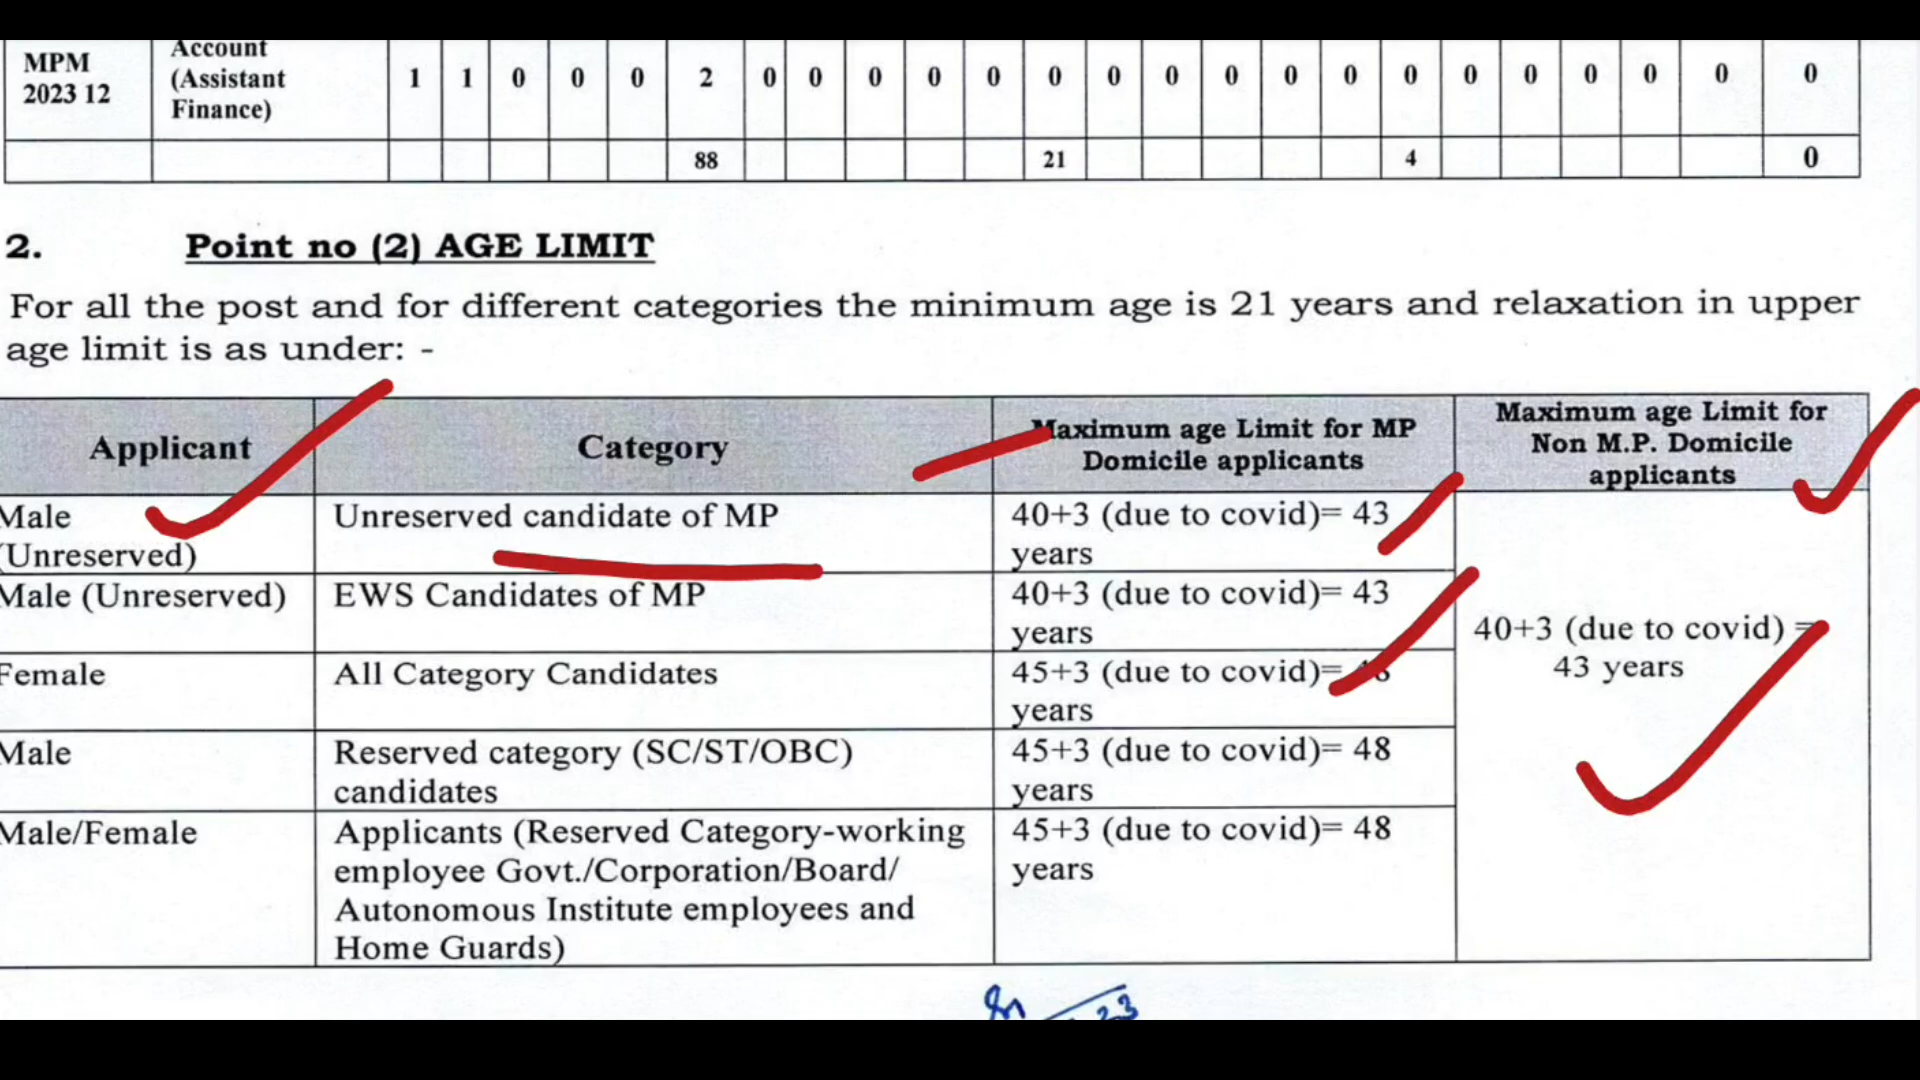 MPM
2023 12
Account
(Assistant
Finance)
1 1 0 0 0 2 0 0 0 0 0 0 0 0 0 0 0 0 0 0 0 0 0 0
88 21 4 0
2. Point no (2) AGE LIMIT
For all the post and for different categories the minimum age is 21 years and relaxation in upper
age limit is as under: -
Applicant
Category
Maximum age Limit for MP
Domicile applicants
Maximum age Limit for
Non M.P. Domicile
applicants
Male
(Unreserved)
Unreserved candidate of MP
40+3 (due to covid)= 43
years
Male (Unreserved)
EWS Candidates of MP
40+3 (due to covid)= 43
years
Female
All Category Candidates
45+3 (due to covid)=
years
Male
Reserved category (SC/ST/OBC)
candidates
45+3 (due to covid)= 48
years
Male/Female
Applicants (Reserved Category-working
employee Govt./Corporation/Board/
Autonomous Institute employees and
Home Guards)
45+3 (due to covid)= 48
years
40+3 (due to covid) =
43 years